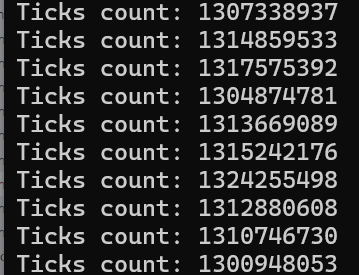 Ticks count: 1307338937
Ticks count: 1314859533
Ticks count: 1317575392
Ticks count: 1304874781
Ticks count: 1313669089
Ticks count: 1315242176
Ticks count: 1324255498
Ticks count: 1312880608
Ticks count: 1310746730
Ticks count: 1300948053